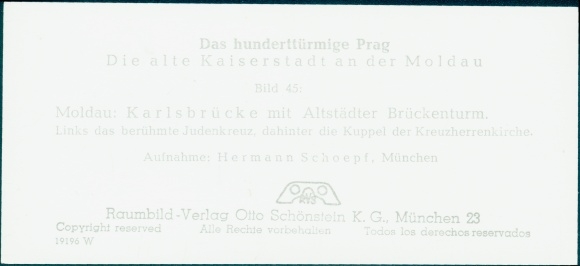 Das hunderttürmige Prag
Die alte Kaiserstadt an der Moldau
Bild 45:
Moldau: Karlsbrücke mit Altstädter Brückenturm.
Links das berühmte Judenkreuz, dahinter die Kuppel der Kreuzherrenkirche.
Aufnahme: Hermann Schoepf, München
RVS
Raumbild-Verlag Otto Schönstein K. G., München 23
Copyright reserved Alle Rechte vorbehalten Todos los derechos reservados
19196 W